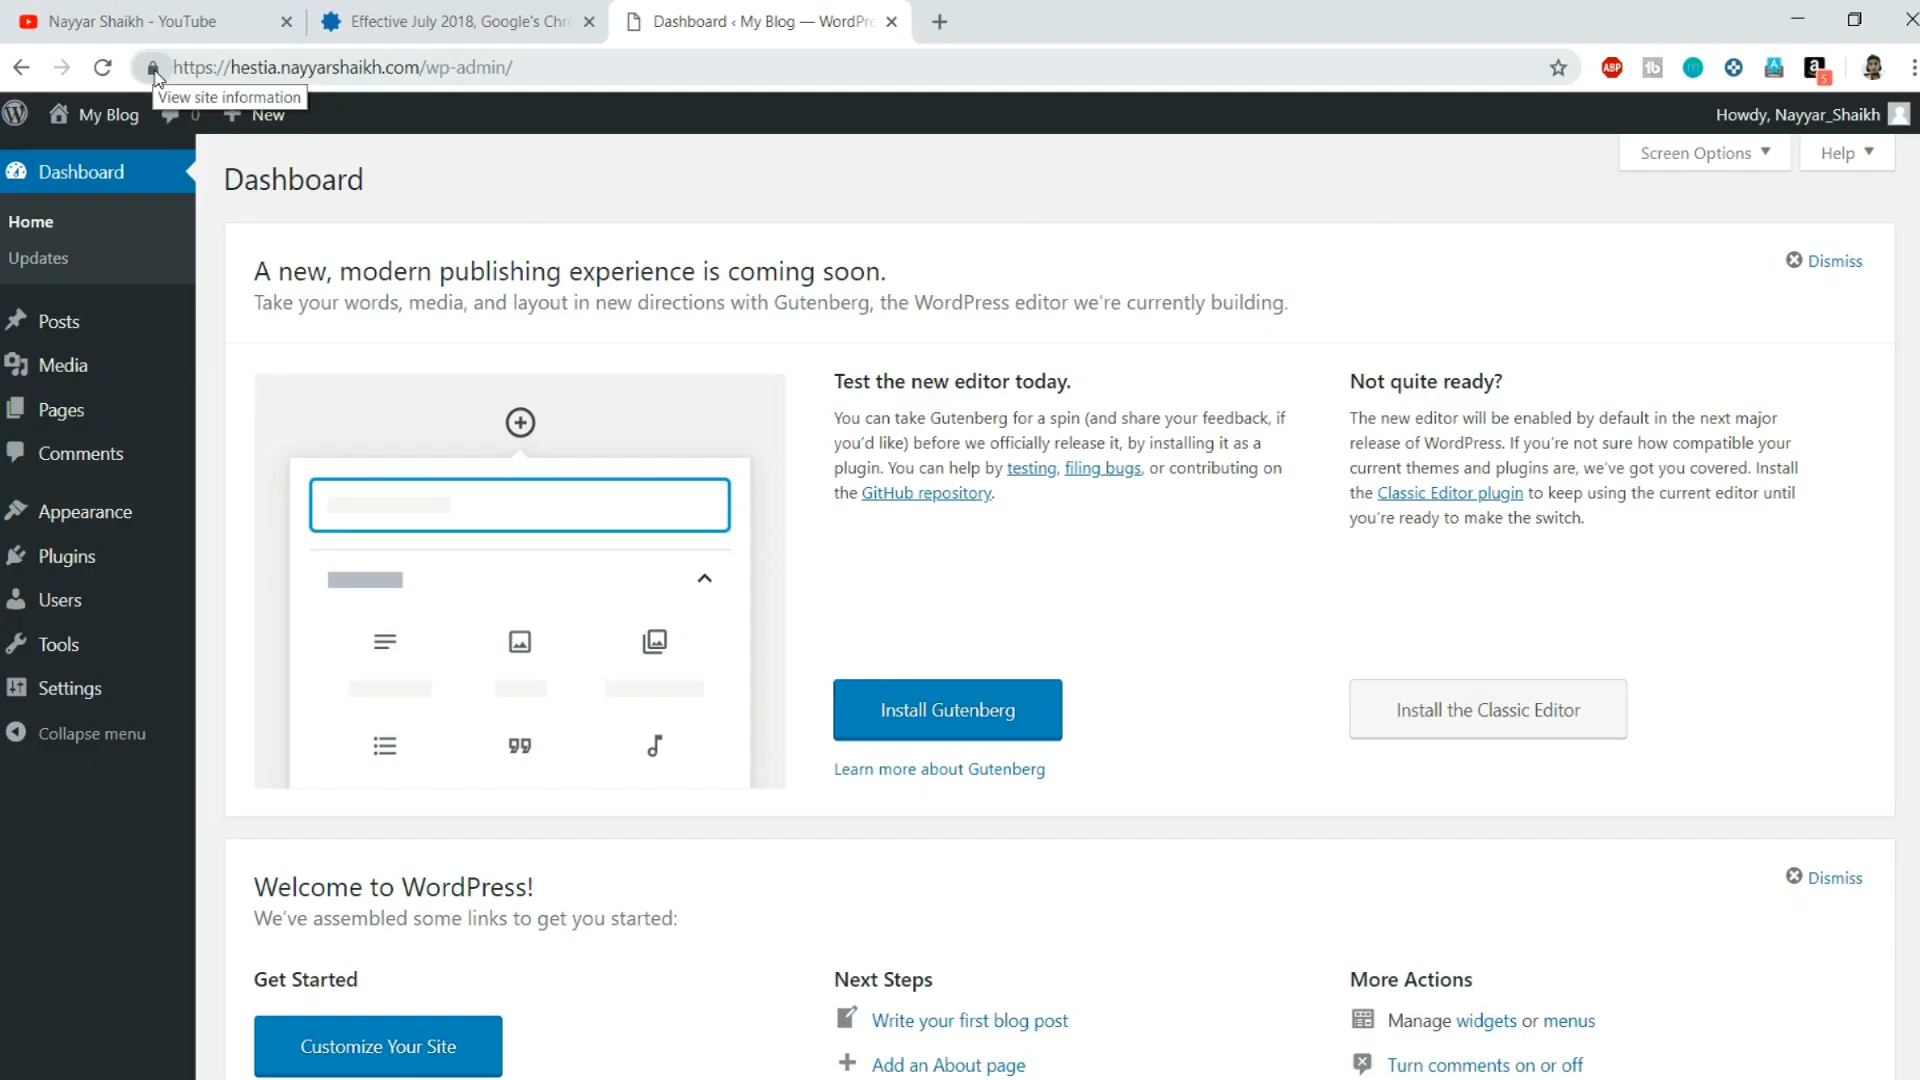 Nayyar Shaikh - YouTube
Effective July 2018, Google's Chro
Dashboard ‹ My Blog — WordPre
https://hestia.nayyarshaikh.com/wp-admin/
ABP
tb
m
a
5
View site information
My Blog
0
New
Howdy, Nayyar_Shaikh
Dashboard
Home
Updates
Posts
Media
Pages
Comments
Appearance
Plugins
Users
Tools
Settings
Collapse menu
Screen Options
Help
Dashboard
A new, modern publishing experience is coming soon.
Dismiss
Take your words, media, and layout in new directions with Gutenberg, the WordPress editor we're currently building.
Test the new editor today.
You can take Gutenberg for a spin (and share your feedback, if
you'd like) before we officially release it, by installing it as a
plugin. You can help by testing, filing bugs, or contributing on
the GitHub repository.
Install Gutenberg
Learn more about Gutenberg
Not quite ready?
The new editor will be enabled by default in the next major
release of WordPress. If you're not sure how compatible your
current themes and plugins are, we've got you covered. Install
the Classic Editor plugin to keep using the current editor until
you're ready to make the switch.
Install the Classic Editor
Welcome to WordPress!
Dismiss
We've assembled some links to get you started:
Get Started
Customize Your Site
Next Steps
Write your first blog post
Add an About page
More Actions
Manage widgets or menus
Turn comments on or off